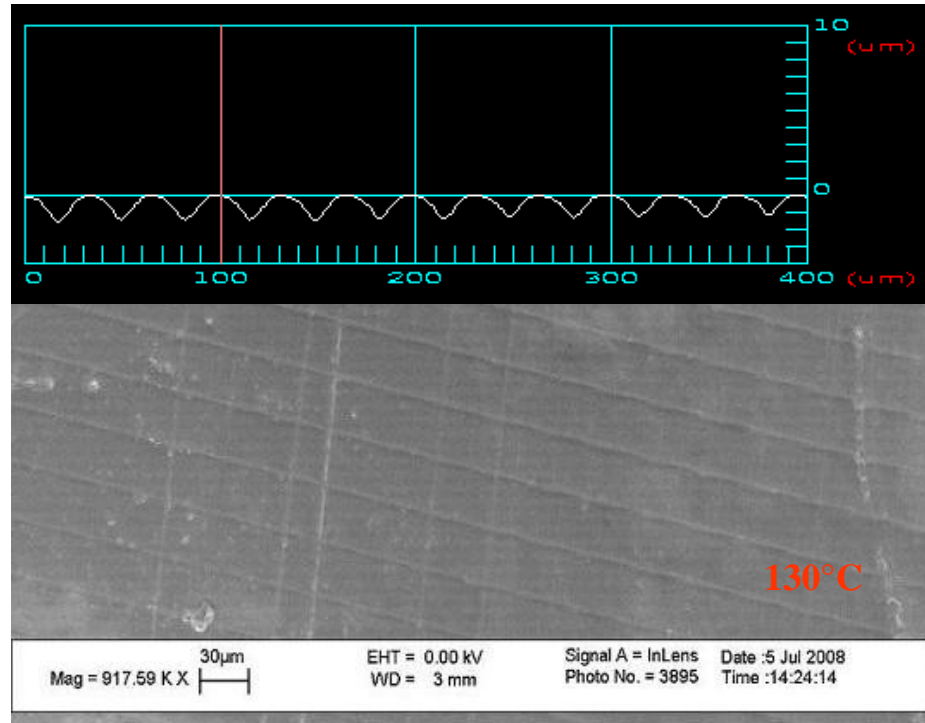 10
(um)
0
0 100 200 300 400 (um)
130°C
30µm
Mag = 917.59 K X
EHT = 0.00 kV
WD = 3 mm
Signal A = InLens
Photo No. = 3895
Date :5 Jul 2008
Time :14:24:14